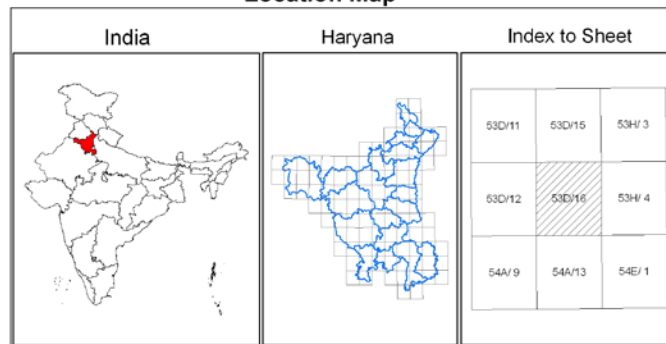 Location Map
India
Haryana
Index to Sheet
53D/11 53D/15 53H/ 3
53D/12 53D/16 53H/ 4
54A/ 9 54A/13 54E/ 1